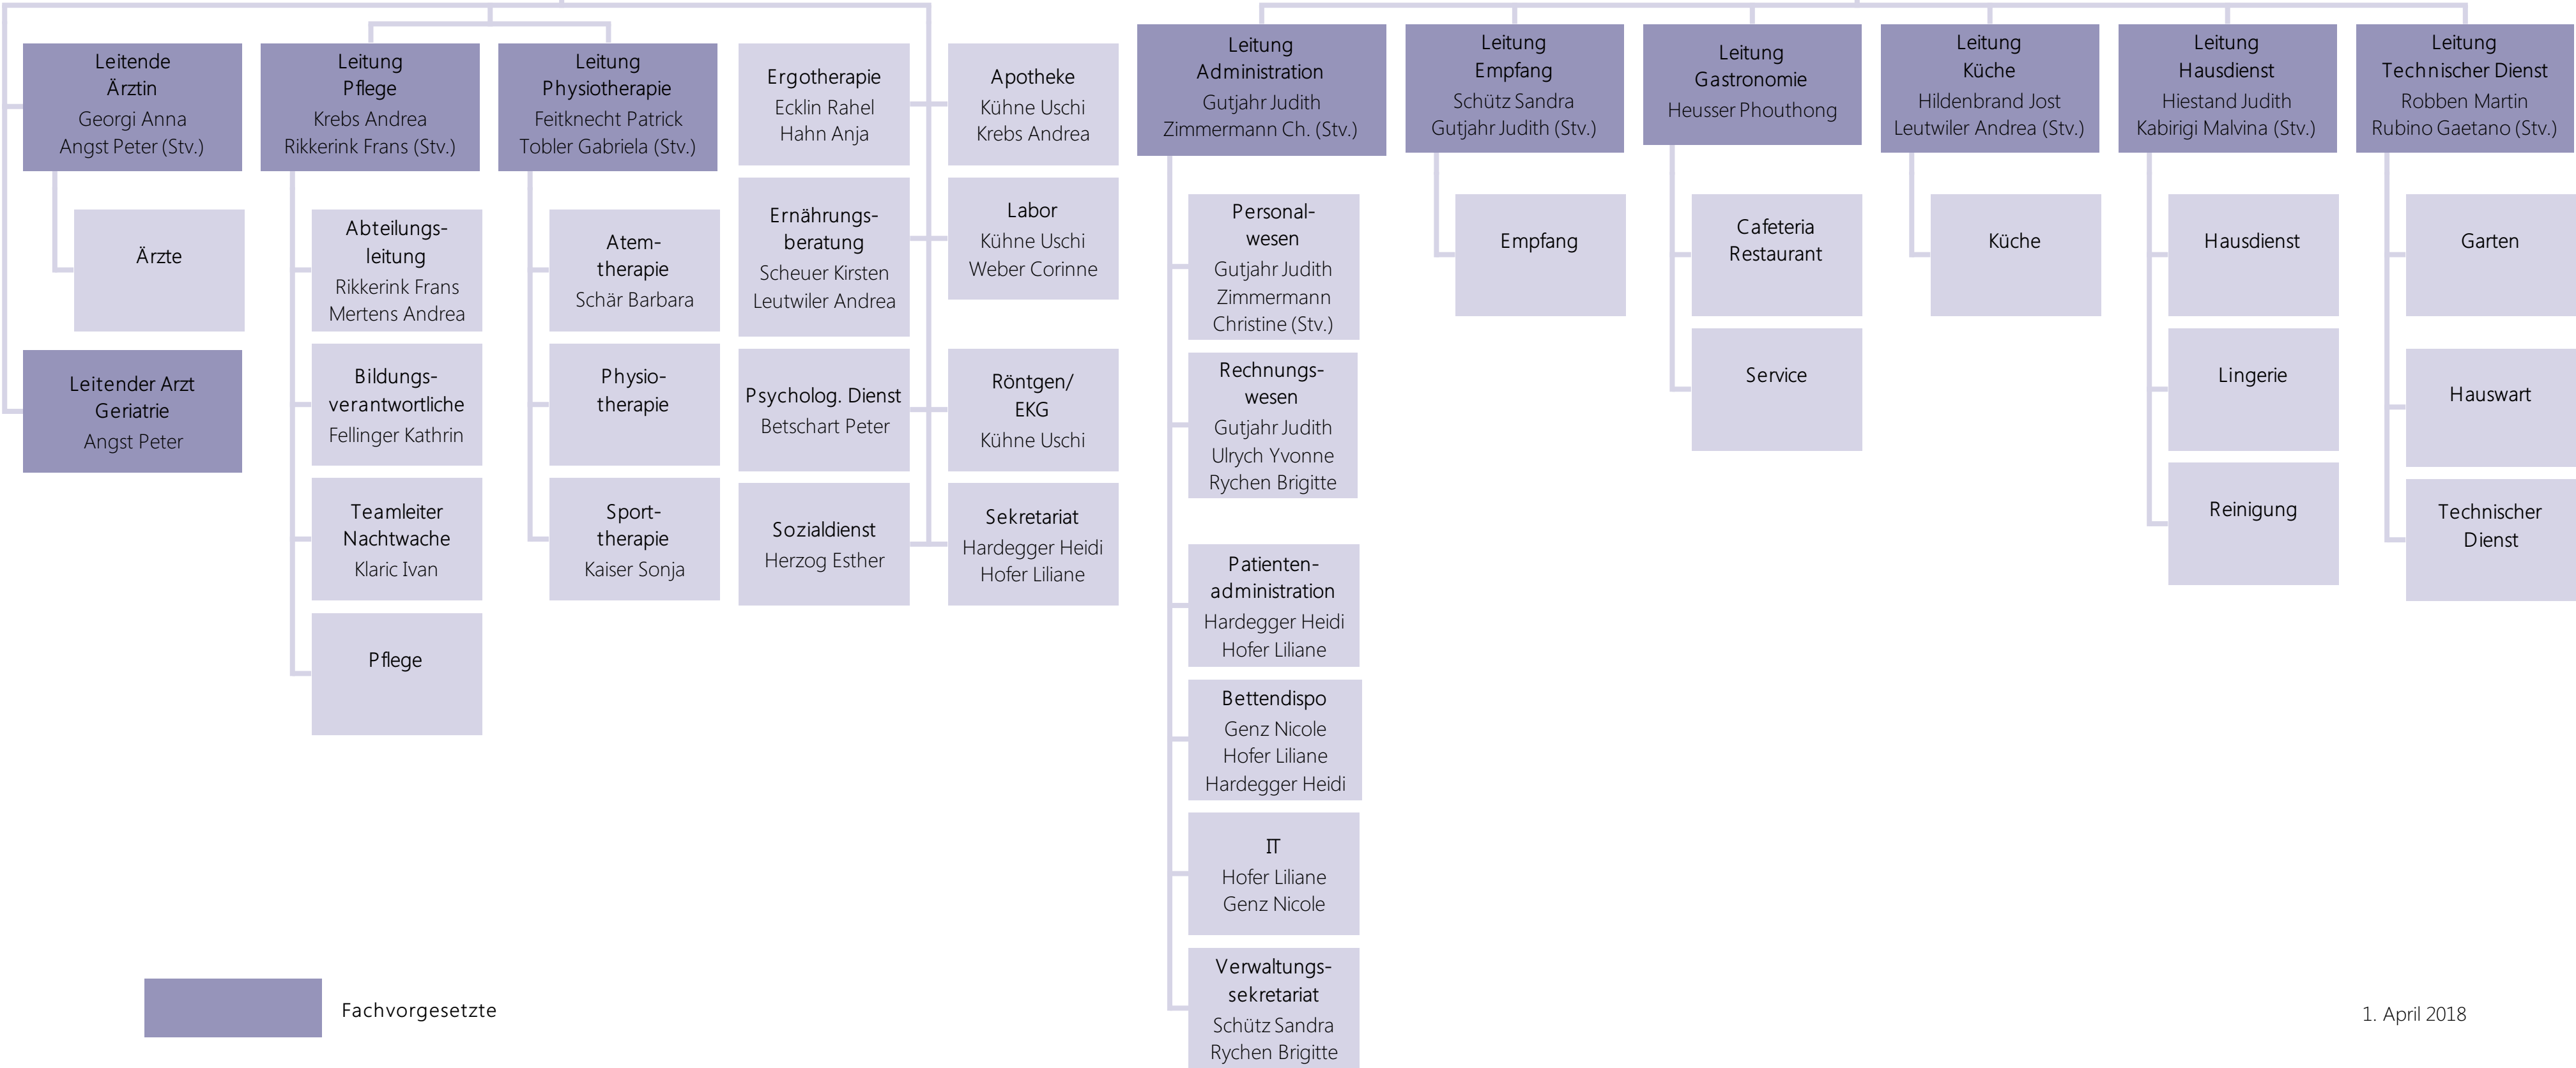 Leitende
Ärztin
Georgi Anna
Angst Peter (Stv.)
Ärzte
Leitender Arzt
Geriatrie
Angst Peter
Leitung
Pflege
Krebs Andrea
Rikkerink Frans (Stv.)
Abteilungs-
leitung
Rikkerink Frans
Mertens Andrea
Bildungs-
verantwortliche
Fellinger Kathrin
Teamleiter
Nachtwache
Klaric Ivan
Pflege
Leitung
Physiotherapie
Feitknecht Patrick
Tobler Gabriela (Stv.)
Atem-
therapie
Schär Barbara
Physio-
therapie
Sport-
therapie
Kaiser Sonja
Ergotherapie
Ecklin Rahel
Hahn Anja
Ernährungs-
beratung
Scheuer Kirsten
Leutwiler Andrea
Psycholog. Dienst
Betschart Peter
Sozialdienst
Herzog Esther
Apotheke
Kühne Uschi
Krebs Andrea
Labor
Kühne Uschi
Weber Corinne
Röntgen/
EKG
Kühne Uschi
Sekretariat
Hardegger Heidi
Hofer Liliane
Leitung
Administration
Gutjahr Judith
Zimmermann Ch. (Stv.)
Personal-
wesen
Gutjahr Judith
Zimmermann
Christine (Stv.)
Rechnungs-
wesen
Gutjahr Judith
Ulrych Yvonne
Rychen Brigitte
Patienten-
administration
Hardegger Heidi
Hofer Liliane
Bettendispo
Genz Nicole
Hofer Liliane
Hardegger Heidi
IT
Hofer Liliane
Genz Nicole
Verwaltungs-
sekretariat
Schütz Sandra
Rychen Brigitte
Leitung
Empfang
Schütz Sandra
Gutjahr Judith (Stv.)
Empfang
Leitung
Gastronomie
Heusser Phouthong
Cafeteria
Restaurant
Service
Leitung
Küche
Hildenbrand Jost
Leutwiler Andrea (Stv.)
Küche
Leitung
Hausdienst
Hiestand Judith
Kabirigi Malvina (Stv.)
Hausdienst
Lingerie
Reinigung
Leitung
Technischer Dienst
Robben Martin
Rubino Gaetano (Stv.)
Garten
Hauswart
Technischer
Dienst
Fachvorgesetzte
1. April 2018